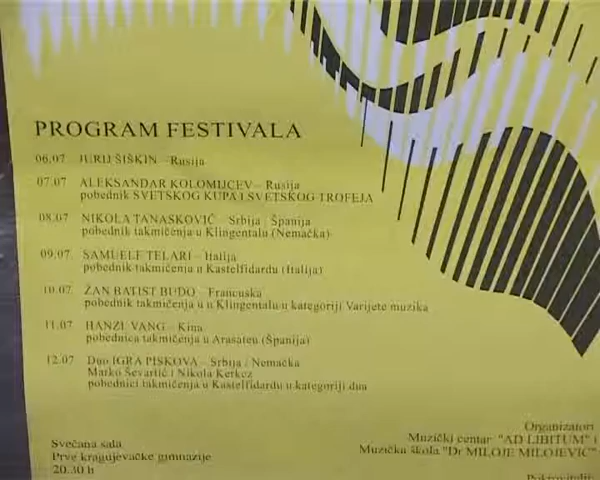 PROGRAM FESTIVALA
06.07 JURIJ ŠIŠKIN - Rusija
07.07 ALEKSANDAR KOLOMIJCEV - Rusija
pobednik SVETSKOG KUPA I SVETSKOG TROFEJA
08.07 NIKOLA TANASKOVIĆ - Srbija / Španija
pobednik takmičenja u Klingentalu (Nemačka)
09.07. SAMUELE TELARI - Italija
pobednik takmičenja u Kastelfidardu (Italija)
10.07. ŽAN BATIST BUDO - Francuska
pobednik takmičenja u u Klingentalu u kategoriji Varijete muzika
11.07 HANZI VANG - Kina
pobednica takmičenja u Arasateu (Španija)
12.07 Duo IGRA PISKOVA - Srbija / Nemačka
Marko Ševarlić i Nikola Kerkez
pobednici takmičenja u Kastelfidardu u kategoriji dua
Svečana sala
Prve kragujevačke gimnazije
20.30 h
Organizatori
Muzički centar "AD LIBITUM" i
Muzička škola "Dr MILOJE MILOJEVIĆ"
Pokrovitelji